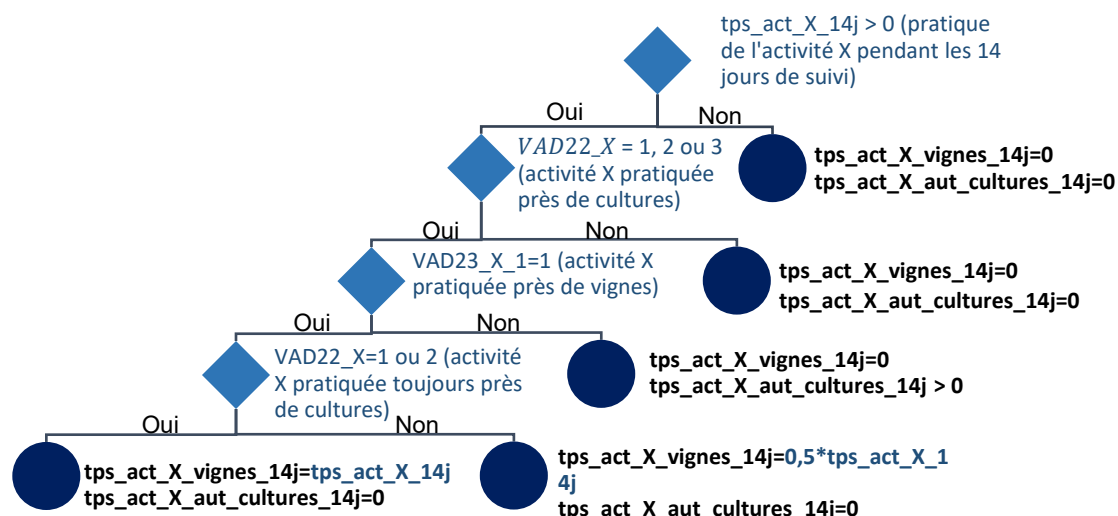 tps_act_X_14j > 0 (pratique
de l'activité X pendant les 14
jours de suivi)
Oui
Non
VAD22_X = 1, 2 ou 3
(activité X pratiquée
près de cultures)
tps_act_X_vignes_14j=0
tps_act_X_aut_cultures_14j=0
Oui
Non
VAD23_X_1=1 (activité X
pratiquée près de vignes)
tps_act_X_vignes_14j=0
tps_act_X_aut_cultures_14j=0
Oui
Non
VAD22_X=1 ou 2 (activité
X pratiquée toujours près
de cultures)
tps_act_X_vignes_14j=0
tps_act_X_aut_cultures_14j > 0
Oui
Non
tps_act_X_vignes_14j=tps_act_X_14j
tps_act_X_aut_cultures_14j=0
tps_act_X_vignes_14j=0,5*tps_act_X_1
4j
tps_act_X_aut_cultures_14j=0